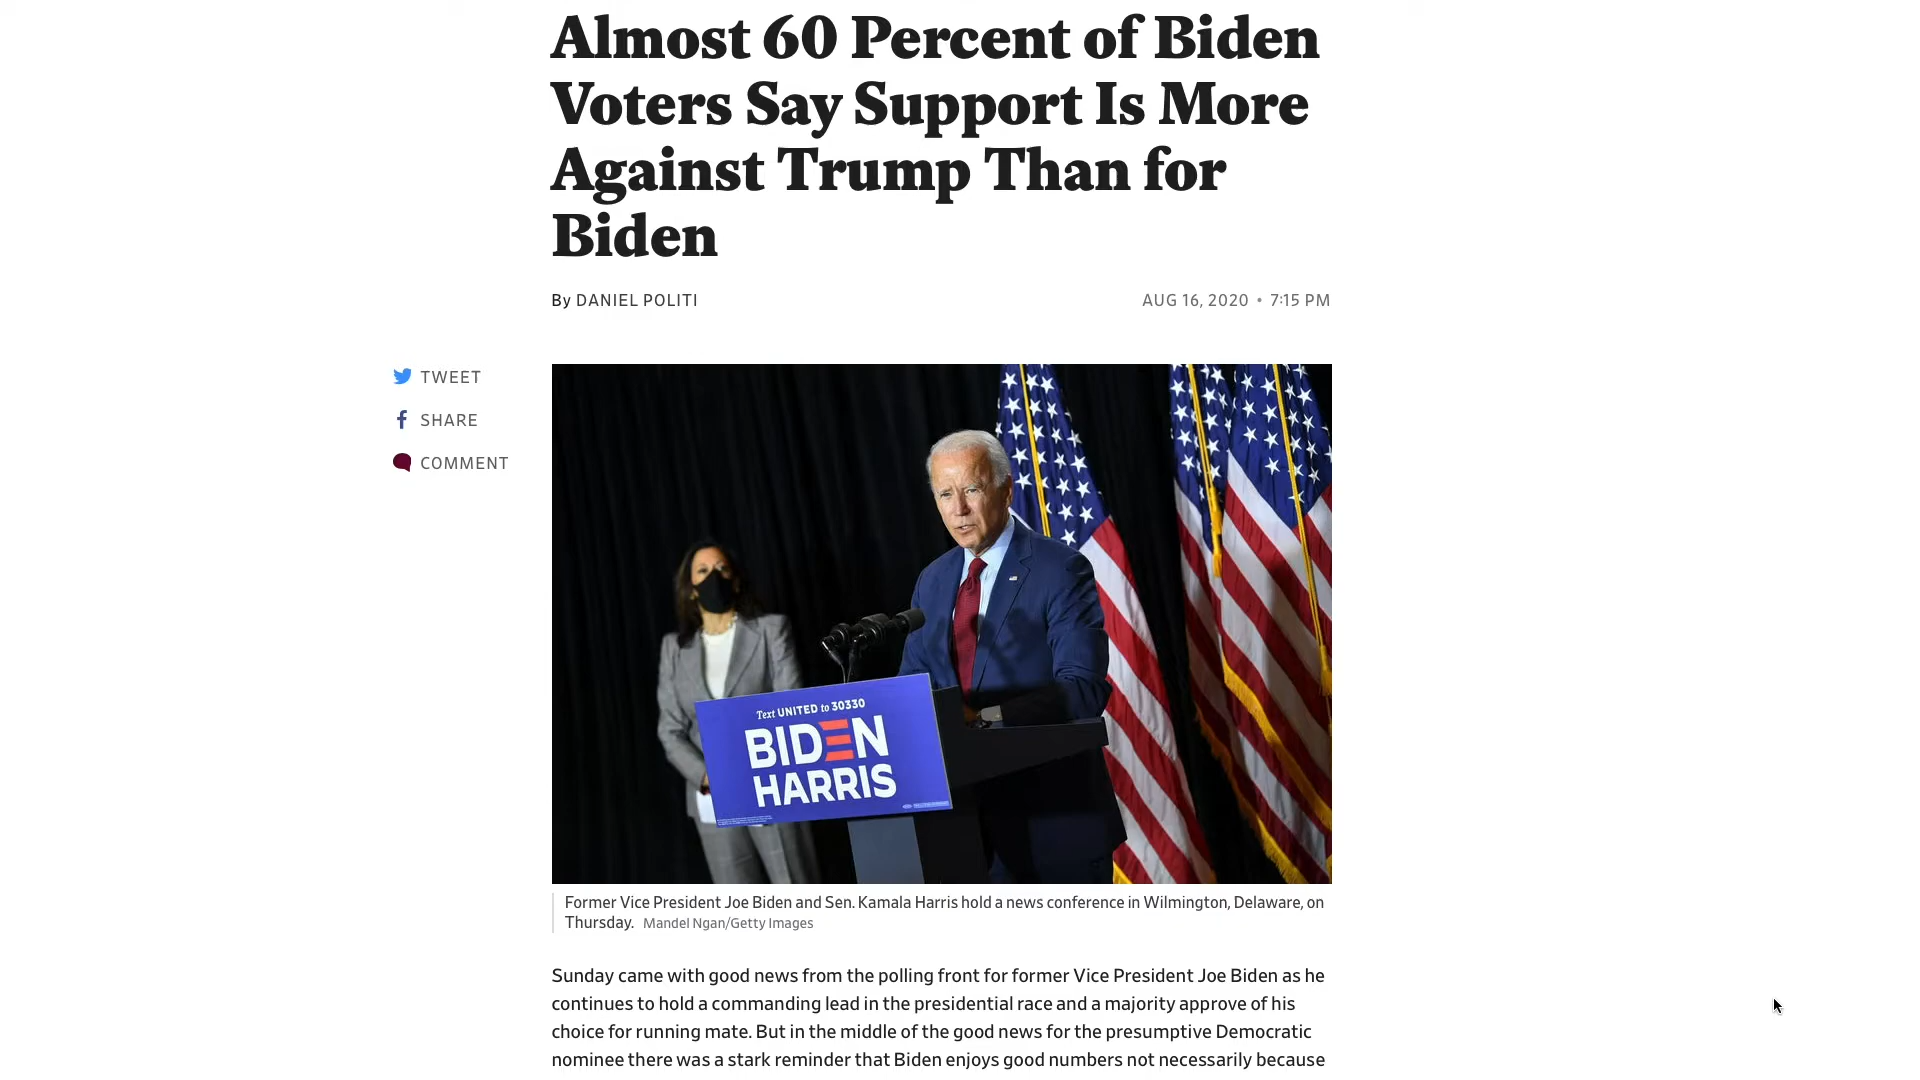 Almost 60 Percent of Biden
Voters Say Support Is More
Against Trump Than for
Biden
By DANIEL POLITI
AUG 16, 2020 • 7:15 PM
TWEET
SHARE
COMMENT
Text UNITED to 30330
BIDEN
HARRIS
Former Vice President Joe Biden and Sen. Kamala Harris hold a news conference in Wilmington, Delaware, on
Thursday. Mandel Ngan/Getty Images
Sunday came with good news from the polling front for former Vice President Joe Biden as he
continues to hold a commanding lead in the presidential race and a majority approve of his
choice for running mate. But in the middle of the good news for the presumptive Democratic
nominee there was a stark reminder that Biden enjoys good numbers not necessarily because